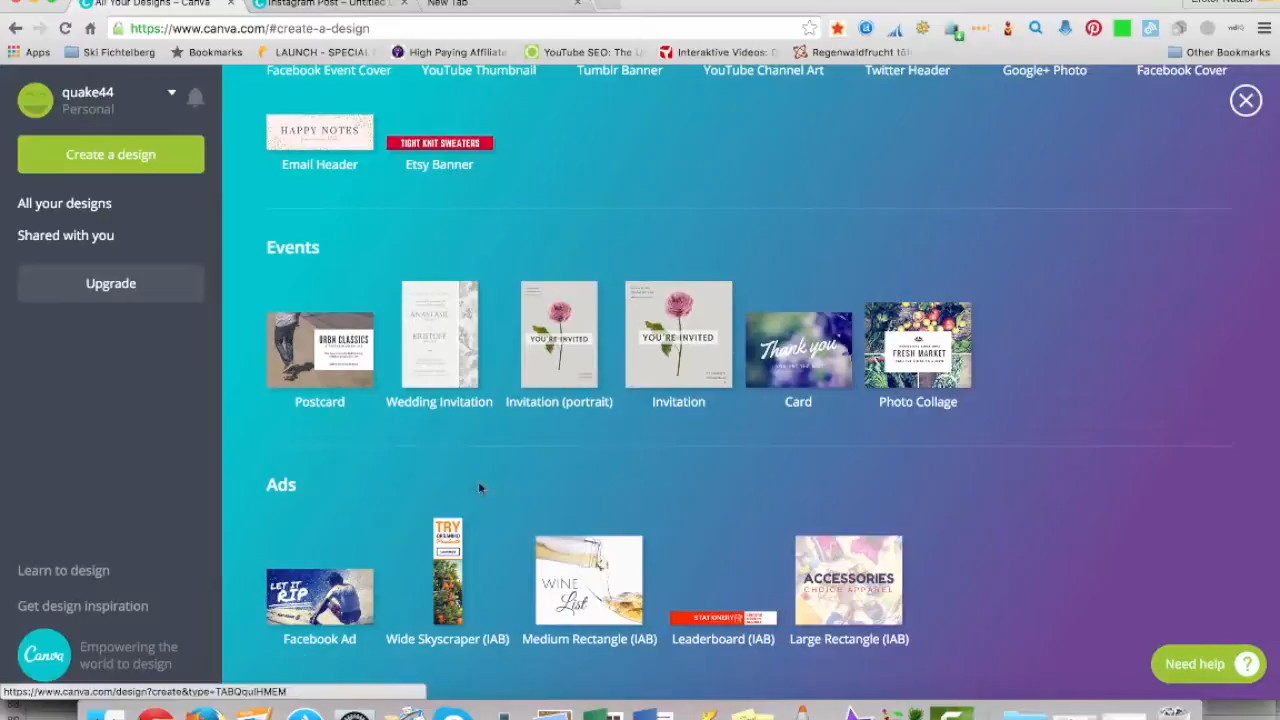 All Your Designs – Canva
Instagram Post – Untitled
New Tab
https://www.canva.com/#create-a-design
Apps
Ski Fichtelberg
Bookmarks
LAUNCH - SPECIAL
High Paying Affiliate
YouTube SEO: The
Interactive Videos:
Regenwaldfrucht
Other Bookmarks
quake44
Personal
Create a design
All your designs
Shared with you
Upgrade
Learn to design
Get design inspiration
Canva
Empowering the
world to design
Facebook Event Cover
YouTube Thumbnail
Tumblr Banner
YouTube Channel Art
Twitter Header
Google+ Photo
Facebook Cover
HAPPY NOTES
TIGHT KNIT SWEATERS
Email Header
Etsy Banner
Events
URBN CLASSICS
ANASTASIE
KRISTOFF
YOU'RE INVITED
YOU'RE INVITED
Thank you
FRESH MARKET
Postcard
Wedding Invitation
Invitation (portrait)
Invitation
Card
Photo Collage
Ads
LET IT
RIP
TRY
ORGANIC
Products
WINE
List
STATIONERY
ACCESSORIES
CHOICE APPAREL
Facebook Ad
Wide Skyscraper (IAB)
Medium Rectangle (IAB)
Leaderboard (IAB)
Large Rectangle (IAB)
Need help ?
https://www.canva.com/design?create&type=TABQqulHMEM